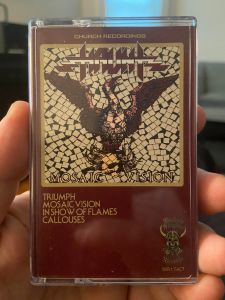 CHURCH RECORDINGS
MOSAIC VISION
TRIUMPH
MOSAIC VISION
IN SHOW OF FLAMES
CALLOUSES